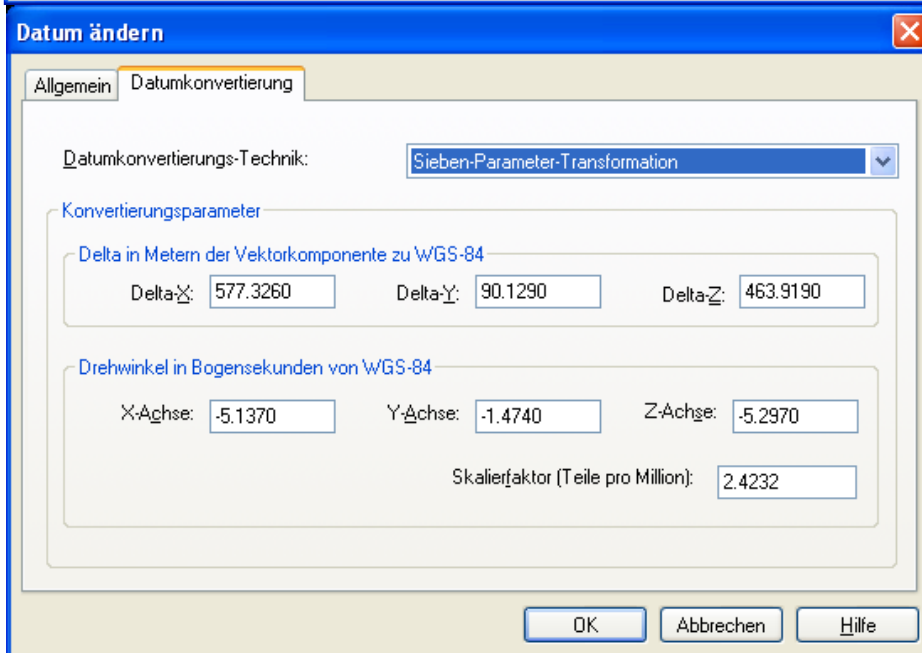 Datum ändern
Allgemein Datumkonvertierung
Datumkonvertierungs-Technik: Sieben-Parameter-Transformation
Konvertierungsparameter
Delta in Metern der Vektorkomponente zu WGS-84
Delta-X: 577.3260 Delta-Y: 90.1290 Delta-Z: 463.9190
Drehwinkel in Bogensekunden von WGS-84
X-Achse: -5.1370 Y-Achse: -1.4740 Z-Achse: -5.2970
Skalierfaktor (Teile pro Million): 2.4232
OK Abbrechen Hilfe